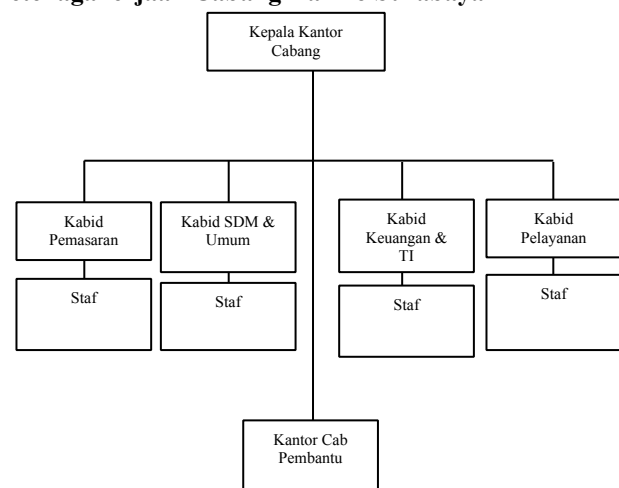 Kepala Kantor
Cabang
Kabid
Pemasaran
Kabid SDM &
Umum
Kabid
Keuangan &
TI
Kabid
Pelayanan
Staf
Staf
Staf
Staf
Kantor Cab
Pembantu